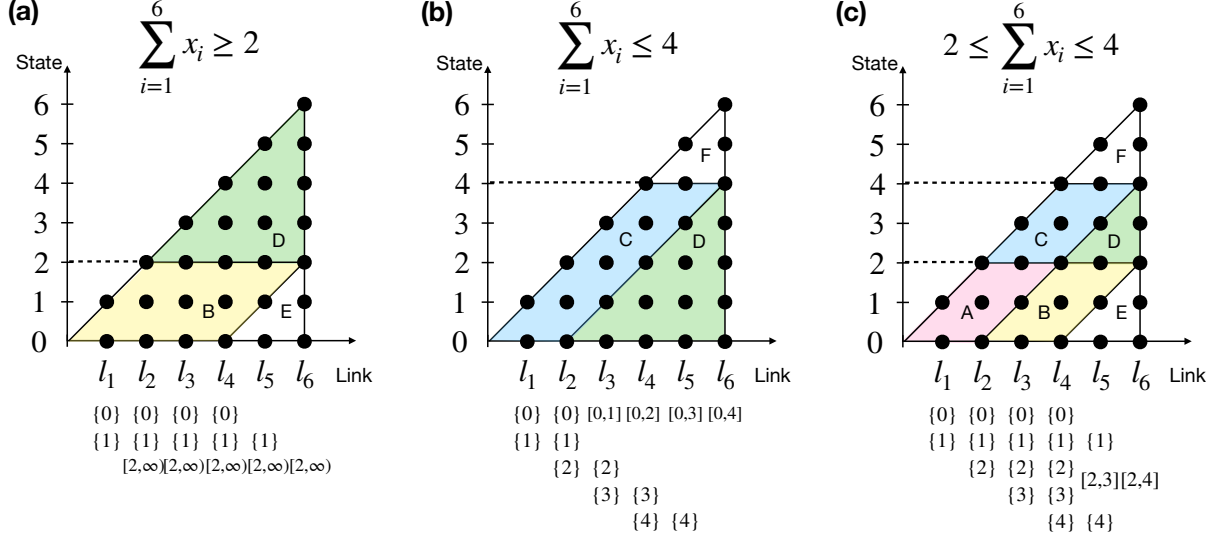 (a)
∑_{i=1}^{6} x_i ≥ 2
State
6
5
4
3
2
1
0
D
B
E
l_1 l_2 l_3 l_4 l_5 l_6 Link
{0} {0} {0} {0}
{1} {1} {1} {1} {1}
[2,∞) [2,∞) [2,∞) [2,∞) [2,∞)
(b)
∑_{i=1}^{6} x_i ≤ 4
State
6
5
4
3
2
1
0
F
C
D
l_1 l_2 l_3 l_4 l_5 l_6 Link
{0} {0} [0,1] [0,2] [0,3] [0,4]
{1} {1}
{2} {2}
{3} {3}
{4} {4}
(c)
2 ≤ ∑_{i=1}^{6} x_i ≤ 4
State
6
5
4
3
2
1
0
F
C
D
A
B
E
l_1 l_2 l_3 l_4 l_5 l_6 Link
{0} {0} {0} {0}
{1} {1} {1} {1} {1}
{2} {2} {2}
[2,3] [2,4]
{3} {3}
{4} {4}